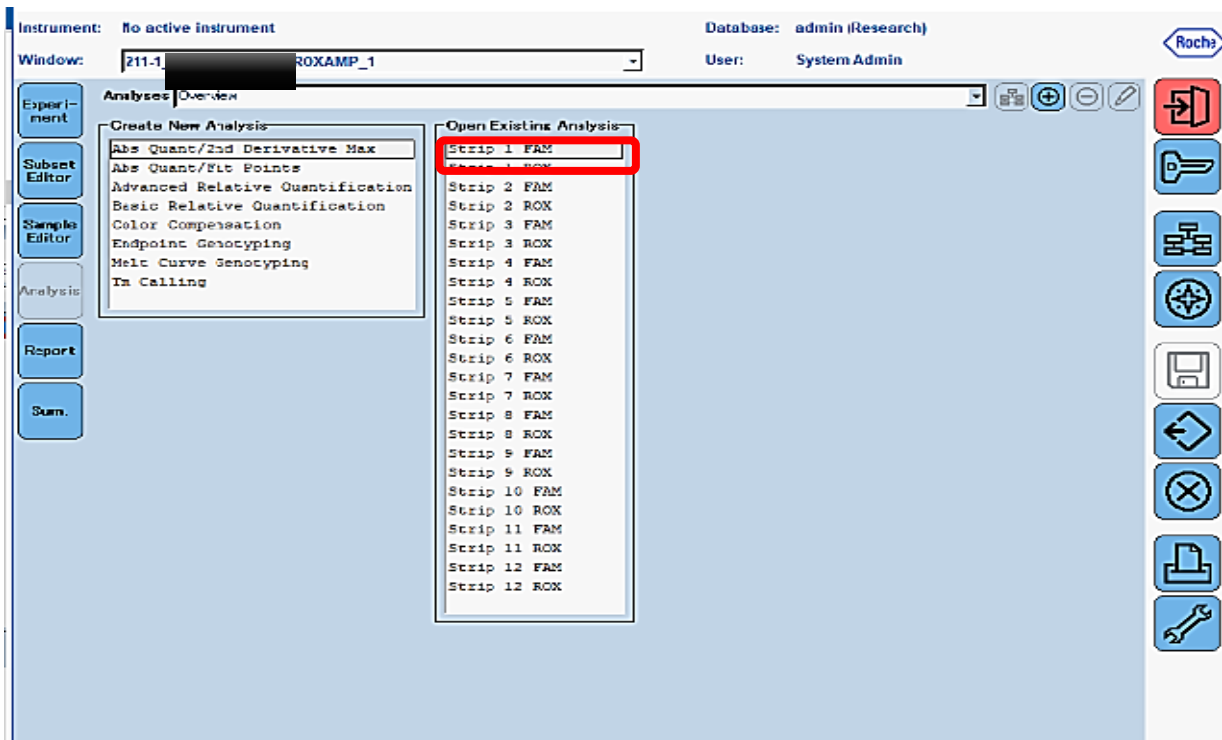 Instrument: No active instrument
Database: admin (Research)
Window: 211-1_ ROXAMP_1
User: System Admin
Roche
Analyses Overview
Experi-
ment
Subset
Editor
Sample
Editor
Analysis
Report
Sum.
Create New Analysis
Abs Quant/2nd Derivative Max
Abs Quant/Fit Points
Advanced Relative Quantification
Basic Relative Quantification
Color Compensation
Endpoint Genotyping
Melt Curve Genotyping
Tm Calling
Open Existing Analysis
Strip 1 FAM
Strip 1 ROX
Strip 2 FAM
Strip 2 ROX
Strip 3 FAM
Strip 3 ROX
Strip 4 FAM
Strip 4 ROX
Strip 5 FAM
Strip 5 ROX
Strip 6 FAM
Strip 6 ROX
Strip 7 FAM
Strip 7 ROX
Strip 8 FAM
Strip 8 ROX
Strip 9 FAM
Strip 9 ROX
Strip 10 FAM
Strip 10 ROX
Strip 11 FAM
Strip 11 ROX
Strip 12 FAM
Strip 12 ROX